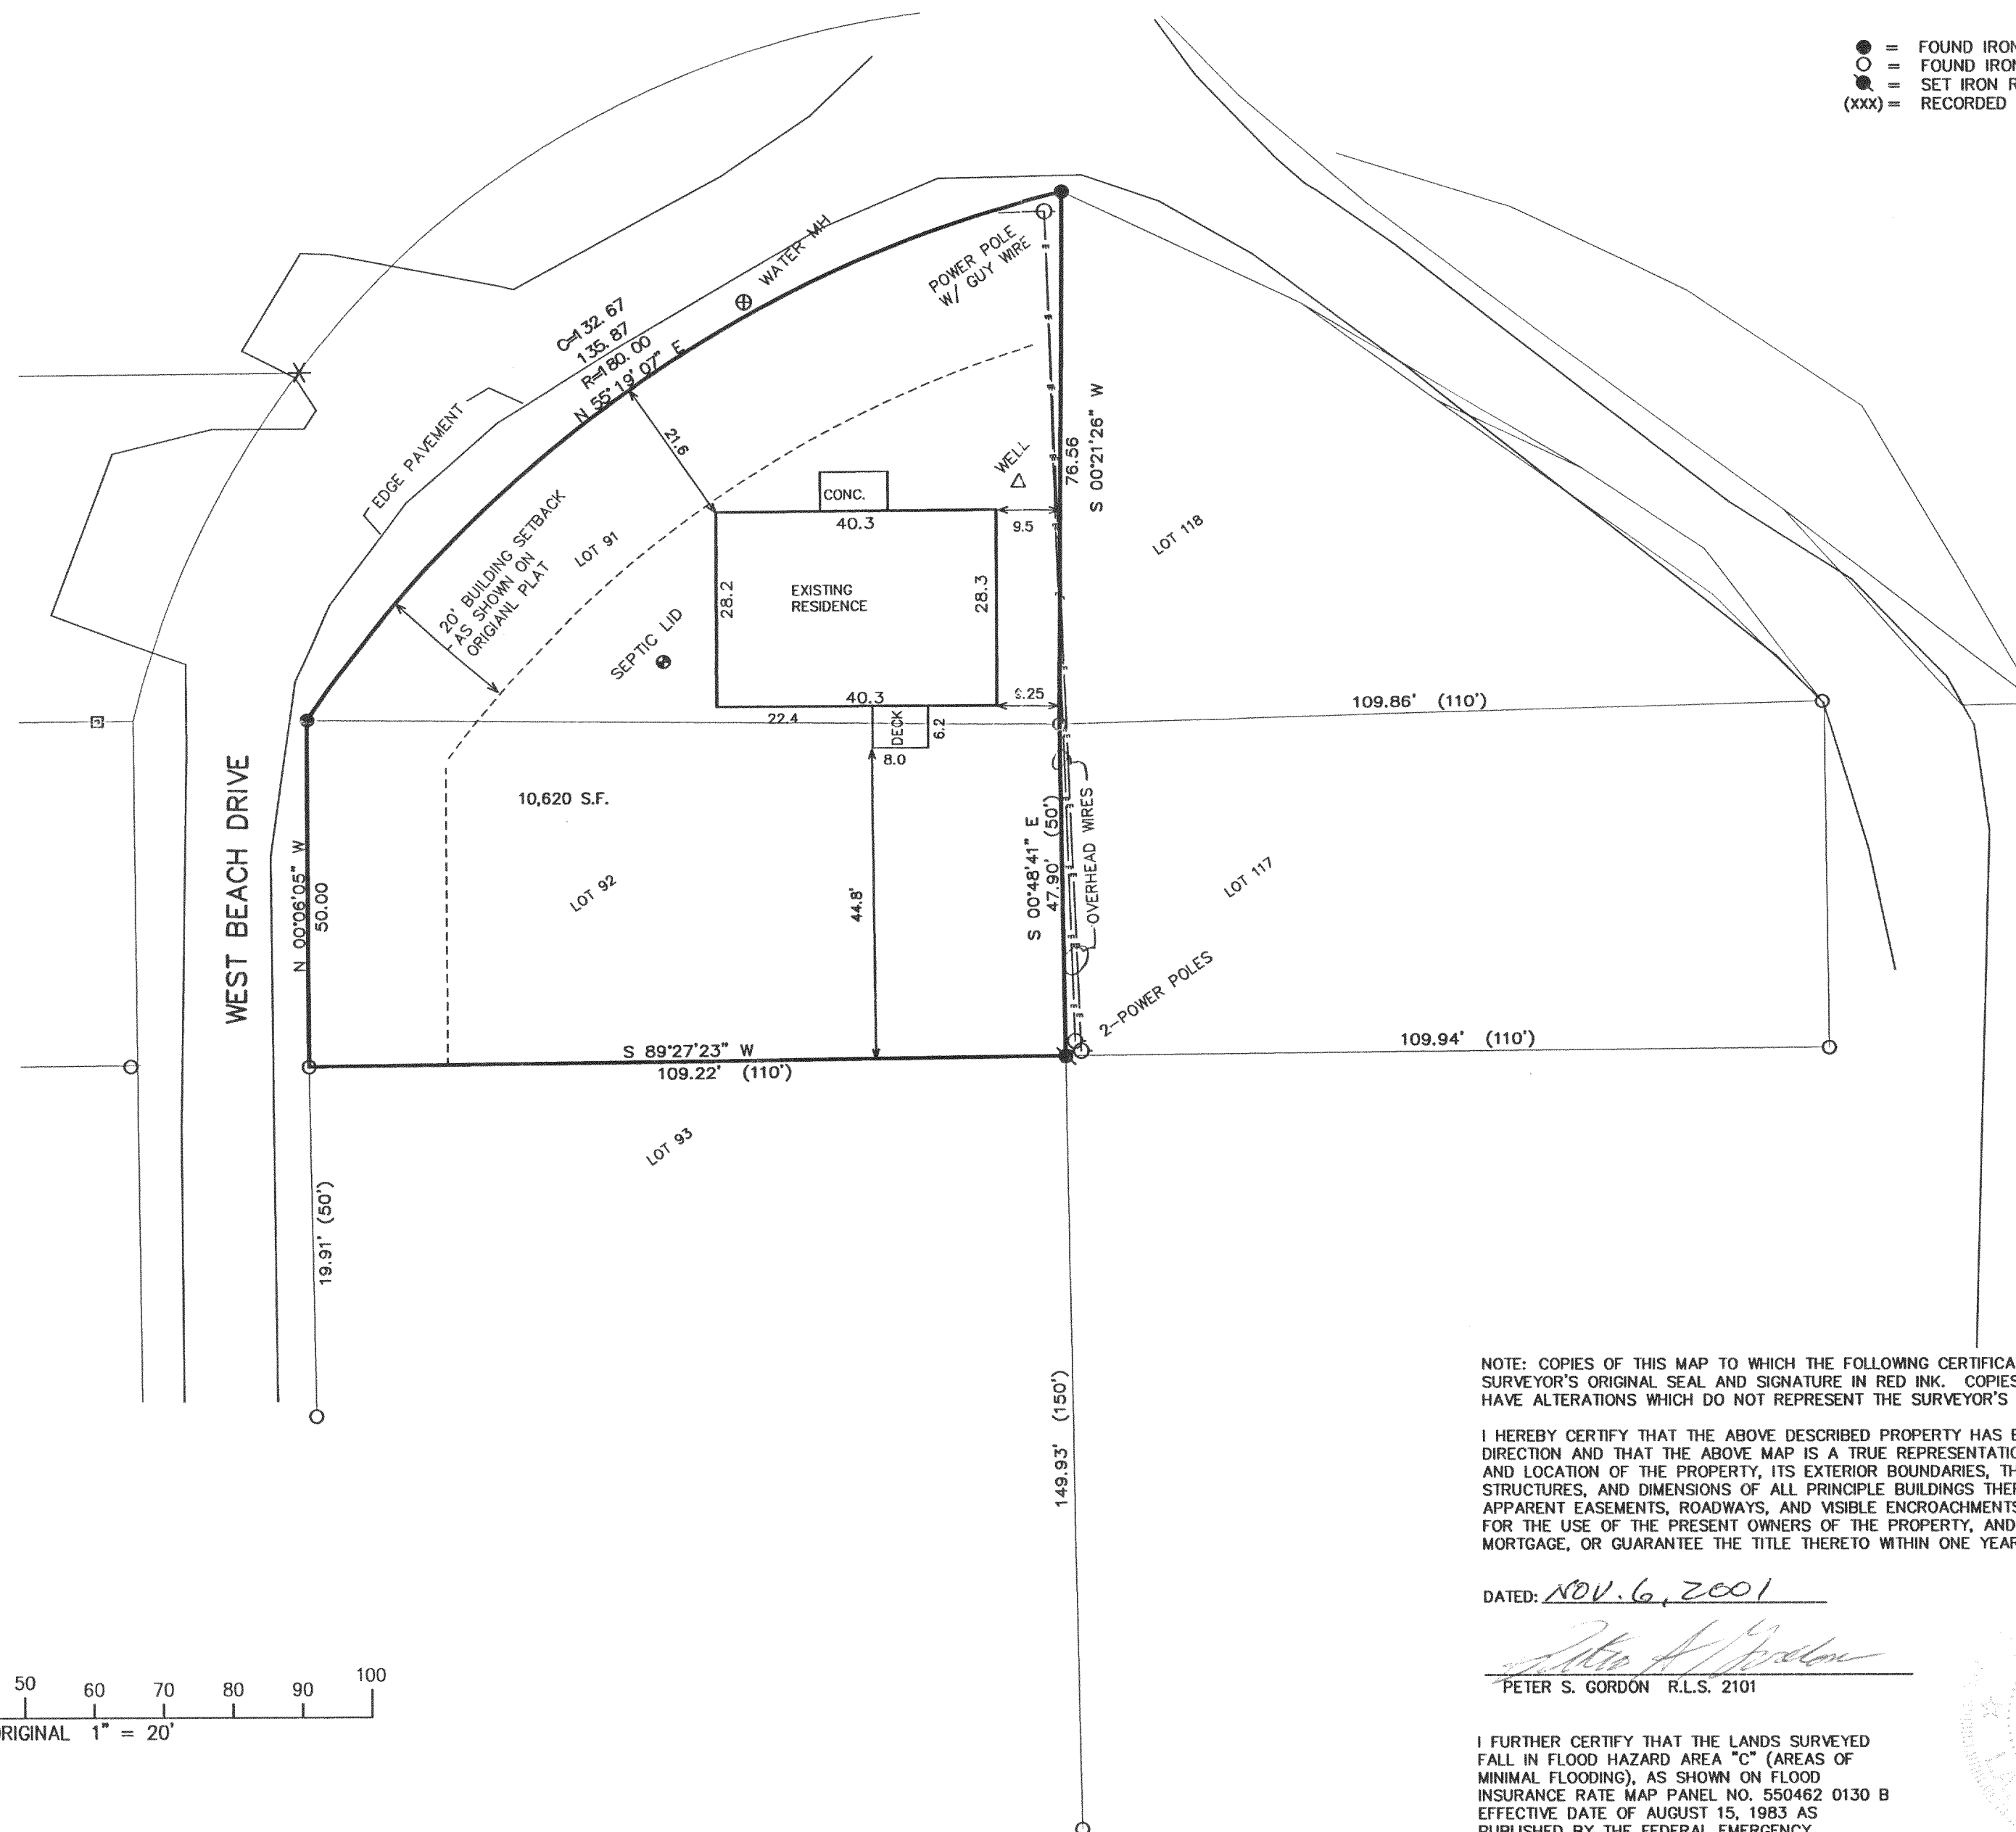 ● = FOUND IRON
○ = FOUND IRON
= SET IRON R
(XXX) = RECORDED
WATER MH
POWER POLE
W/ GUY WIRE
C=132.67
135.87
R=180.00
N 55°19'07" E
EDGE PAVEMENT
21.6
WELL
76.56
S 00°21'26" W
CONC.
40.3
9.5
LOT 118
20' BUILDING SETBACK
AS SHOWN ON
ORIGIANL PLAT
LOT 91
28.2
EXISTING
RESIDENCE
28.3
SEPTIC LID
40.3
22.4
DECK
6.2
8.0
109.86' (110')
WEST BEACH DRIVE
10,620 S.F.
N 00°06'05" W
50.00
LOT 92
44.8'
S 00°48'41" E
47.90' (50')
OVERHEAD WIRES
LOT 117
2-POWER POLES
S 89°27'23" W
109.22' (110')
109.94' (110')
LOT 93
19.91' (50')
149.93' (150')
NOTE: COPIES OF THIS MAP TO WHICH THE FOLLOWING CERTIFICA
SURVEYOR'S ORIGINAL SEAL AND SIGNATURE IN RED INK. COPIES
HAVE ALTERATIONS WHICH DO NOT REPRESENT THE SURVEYOR'S
I HEREBY CERTIFY THAT THE ABOVE DESCRIBED PROPERTY HAS B
DIRECTION AND THAT THE ABOVE MAP IS A TRUE REPRESENTATIO
AND LOCATION OF THE PROPERTY, ITS EXTERIOR BOUNDARIES, TH
STRUCTURES, AND DIMENSIONS OF ALL PRINCIPLE BUILDINGS THER
APPARENT EASEMENTS, ROADWAYS, AND VISIBLE ENCROACHMENTS
FOR THE USE OF THE PRESENT OWNERS OF THE PROPERTY, AND
MORTGAGE, OR GUARANTEE THE TITLE THERETO WITHIN ONE YEAR
DATED: NOV. 6, 2001
PETER S. GORDON R.L.S. 2101
50 60 70 80 90 100
RIGINAL 1" = 20'
I FURTHER CERTIFY THAT THE LANDS SURVEYED
FALL IN FLOOD HAZARD AREA "C" (AREAS OF
MINIMAL FLOODING), AS SHOWN ON FLOOD
INSURANCE RATE MAP PANEL NO. 550462 0130 B
EFFECTIVE DATE OF AUGUST 15, 1983 AS
PUBLISHED BY THE FEDERAL EMERGENCY